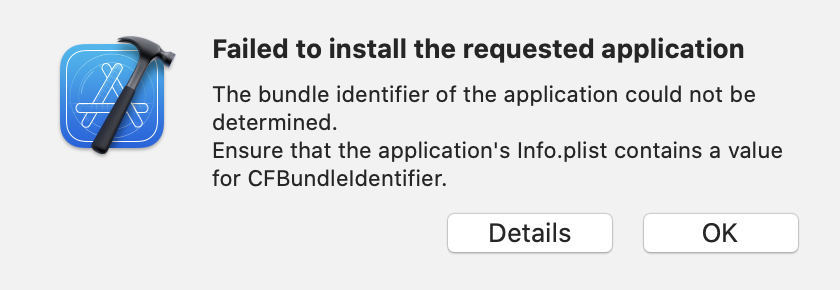 Failed to install the requested application
The bundle identifier of the application could not be
determined.
Ensure that the application's Info.plist contains a value
for CFBundleIdentifier.
Details
OK